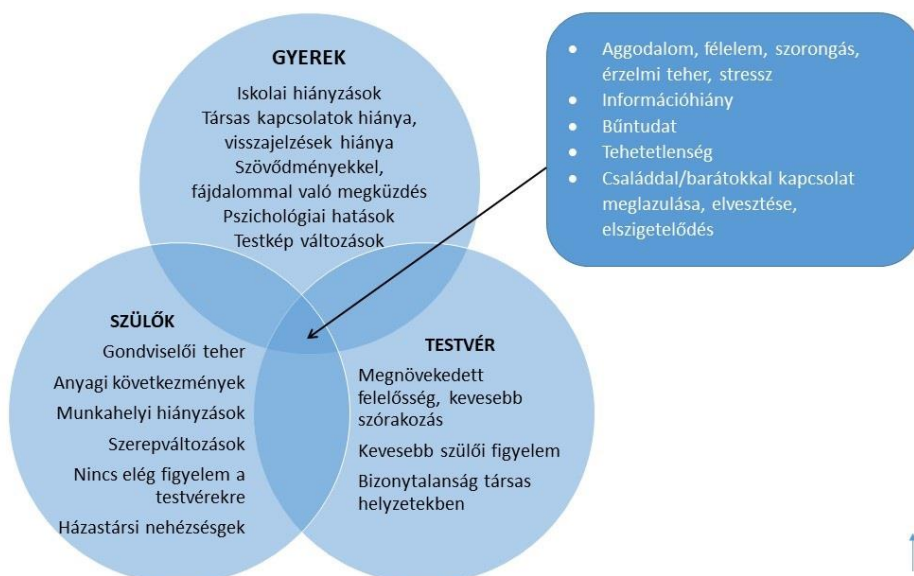 GYEREK
Iskolai hiányzások
Társas kapcsolatok hiánya,
visszajelzések hiánya
Szövődményekkel,
fájdalommal való megküzdés
Pszichológiai hatások
Testkép változások
• Aggodalom, félelem, szorongás,
érzelmi teher, stressz
• Információhiány
• Bűntudat
• Tehetetlenség
• Családdal/barátokkal kapcsolat
meglazulása, elvesztése,
elszigetelődés
SZÜLŐK
Gondviselői teher
Anyagi következmények
Munkahelyi hiányzások
Szerepváltozások
Nincs elég figyelem a
testvérekre
Házastársi nehézsésgek
TESTVÉR
Megnövekedett
felelősség, kevesebb
szórakozás
Kevesebb szülői figyelem
Bizonytalanság társas
helyzetekben